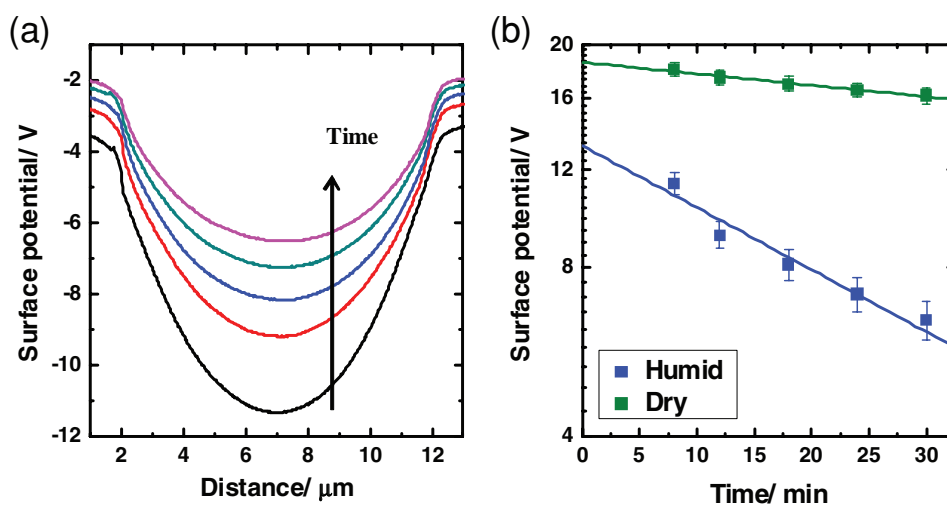 (a)
Surface potential/ V
-2
-4
-6
-8
-10
-12
Time
2 4 6 8 10 12
Distance/ μm
(b)
Surface potential/ V
20
16
12
8
4
Humid
Dry
0 5 10 15 20 25 30
Time/ min